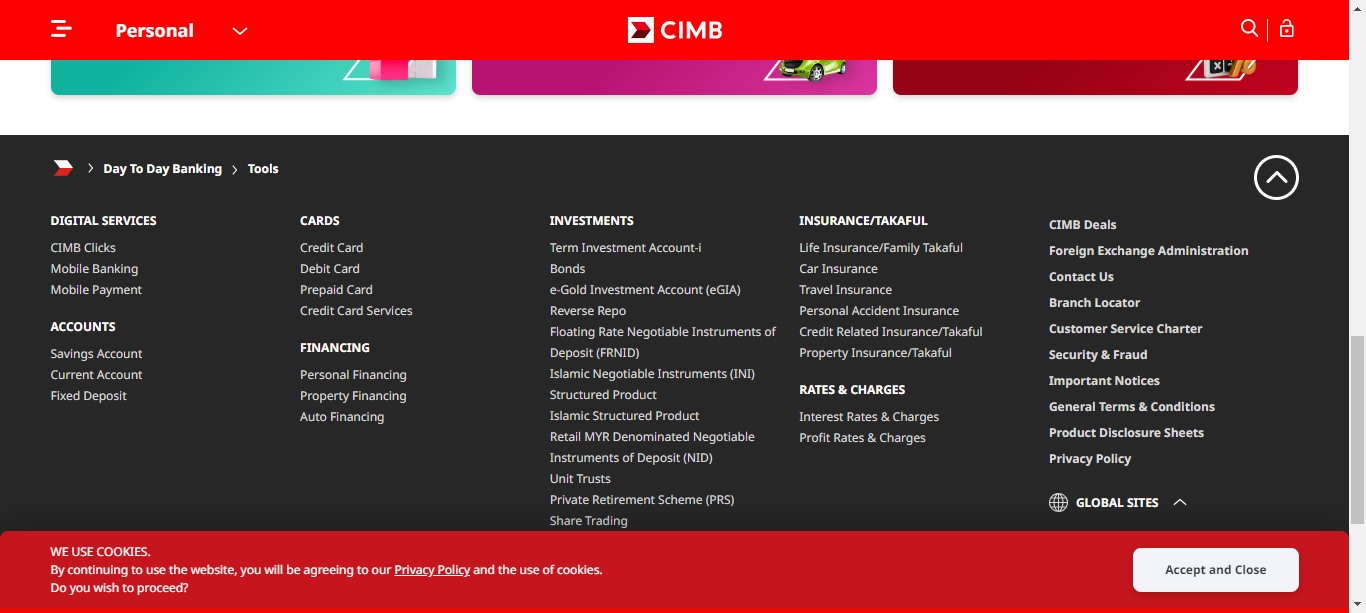 Personal
CIMB
Day To Day Banking
Tools
DIGITAL SERVICES
CIMB Clicks
Mobile Banking
Mobile Payment
ACCOUNTS
Savings Account
Current Account
Fixed Deposit
CARDS
Credit Card
Debit Card
Prepaid Card
Credit Card Services
FINANCING
Personal Financing
Property Financing
Auto Financing
INVESTMENTS
Term Investment Account-i
Bonds
e-Gold Investment Account (eGIA)
Reverse Repo
Floating Rate Negotiable Instruments of
Deposit (FRNID)
Islamic Negotiable Instruments (INI)
Structured Product
Islamic Structured Product
Retail MYR Denominated Negotiable
Instruments of Deposit (NID)
Unit Trusts
Private Retirement Scheme (PRS)
Share Trading
INSURANCE/TAKAFUL
Life Insurance/Family Takaful
Car Insurance
Travel Insurance
Personal Accident Insurance
Credit Related Insurance/Takaful
Property Insurance/Takaful
RATES & CHARGES
Interest Rates & Charges
Profit Rates & Charges
CIMB Deals
Foreign Exchange Administration
Contact Us
Branch Locator
Customer Service Charter
Security & Fraud
Important Notices
General Terms & Conditions
Product Disclosure Sheets
Privacy Policy
GLOBAL SITES
WE USE COOKIES.
By continuing to use the website, you will be agreeing to our Privacy Policy and the use of cookies.
Do you wish to proceed?
Accept and Close